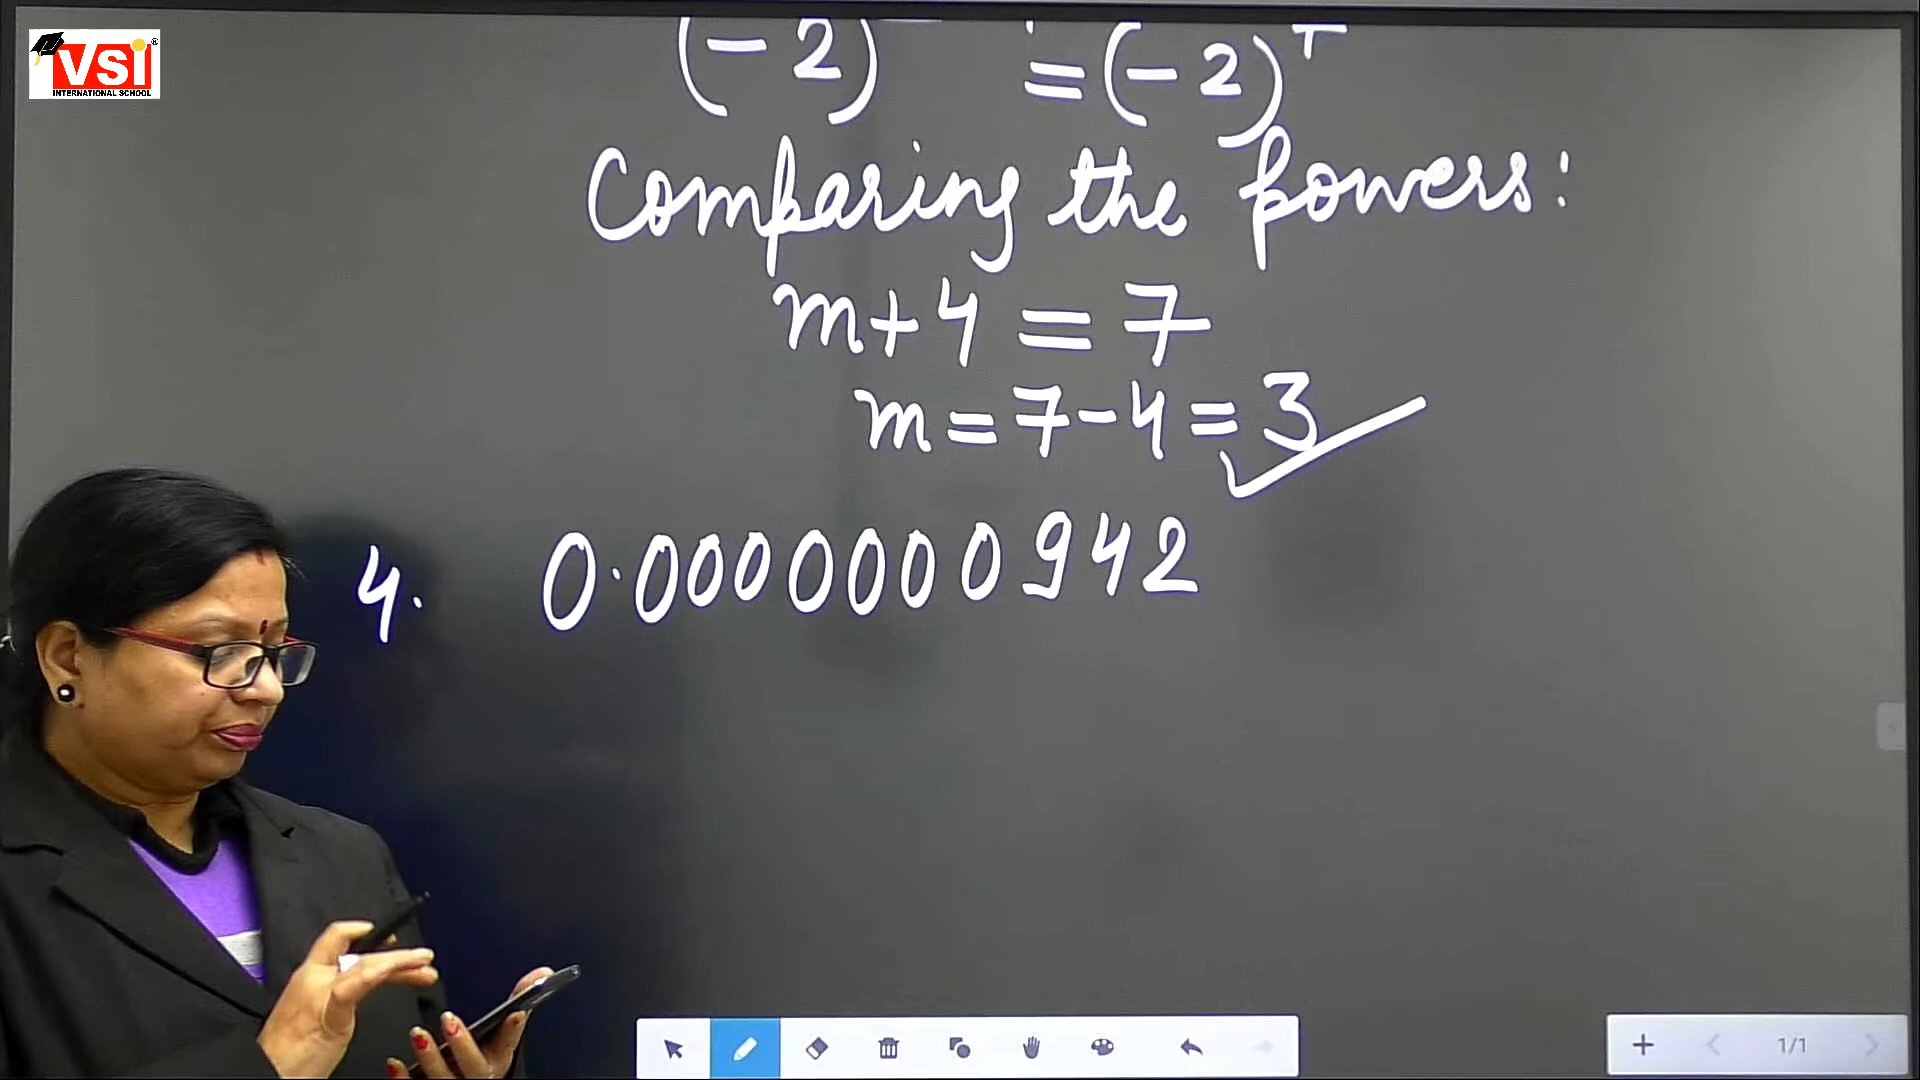 VSi
INTERNATIONAL SCHOOL
(-2) = (-2)
Comparing the powers:
m+4 = 7
m = 7-4 = 3
4. 0·0000000942
1/1